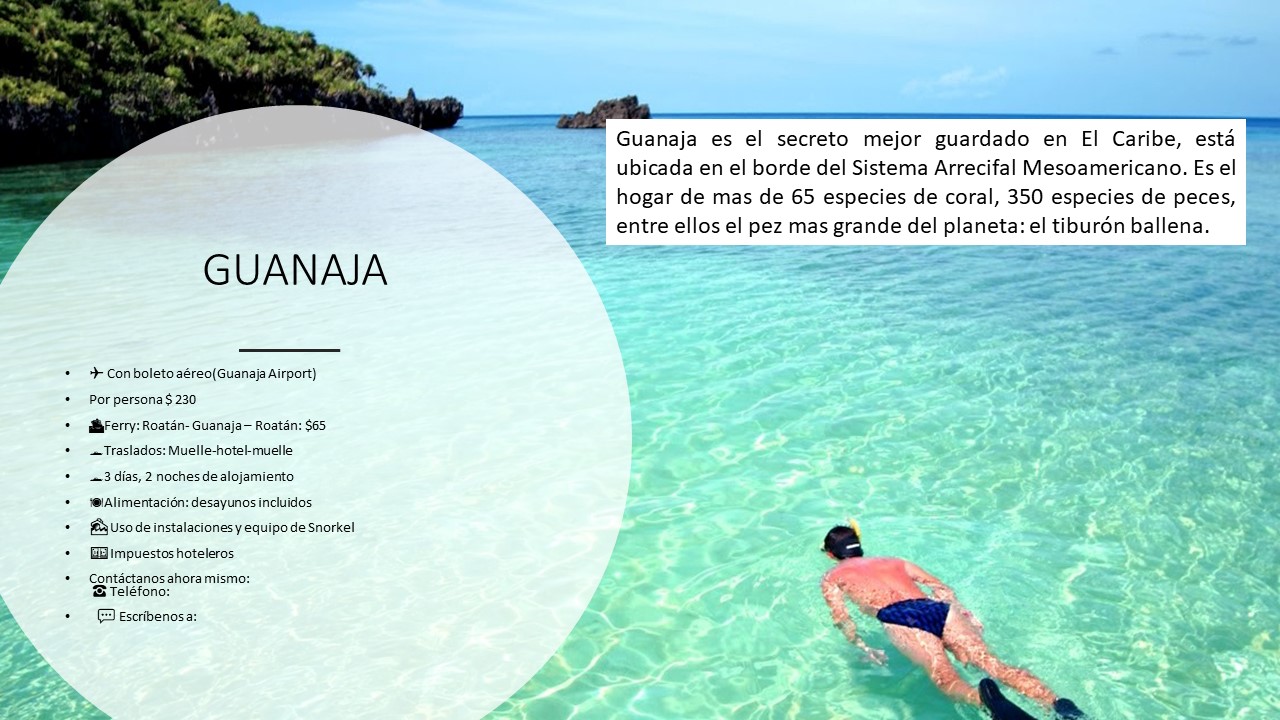 Guanaja es el secreto mejor guardado en El Caribe, está
ubicada en el borde del Sistema Arrecifal Mesoamericano. Es el
hogar de mas de 65 especies de coral, 350 especies de peces,
entre ellos el pez mas grande del planeta: el tiburón ballena.
GUANAJA
• ✈ Con boleto aéreo(Guanaja Airport)
• Por persona $ 230
• Ferry: Roatán- Guanaja – Roatán: $65
• Traslados: Muelle-hotel-muelle
• 3 días, 2 noches de alojamiento
• 🍽Alimentación: desayunos incluidos
• Uso de instalaciones y equipo de Snorkel
• Impuestos hoteleros
• Contáctanos ahora mismo:
☎ Teléfono:
• 💬 Escríbenos a: